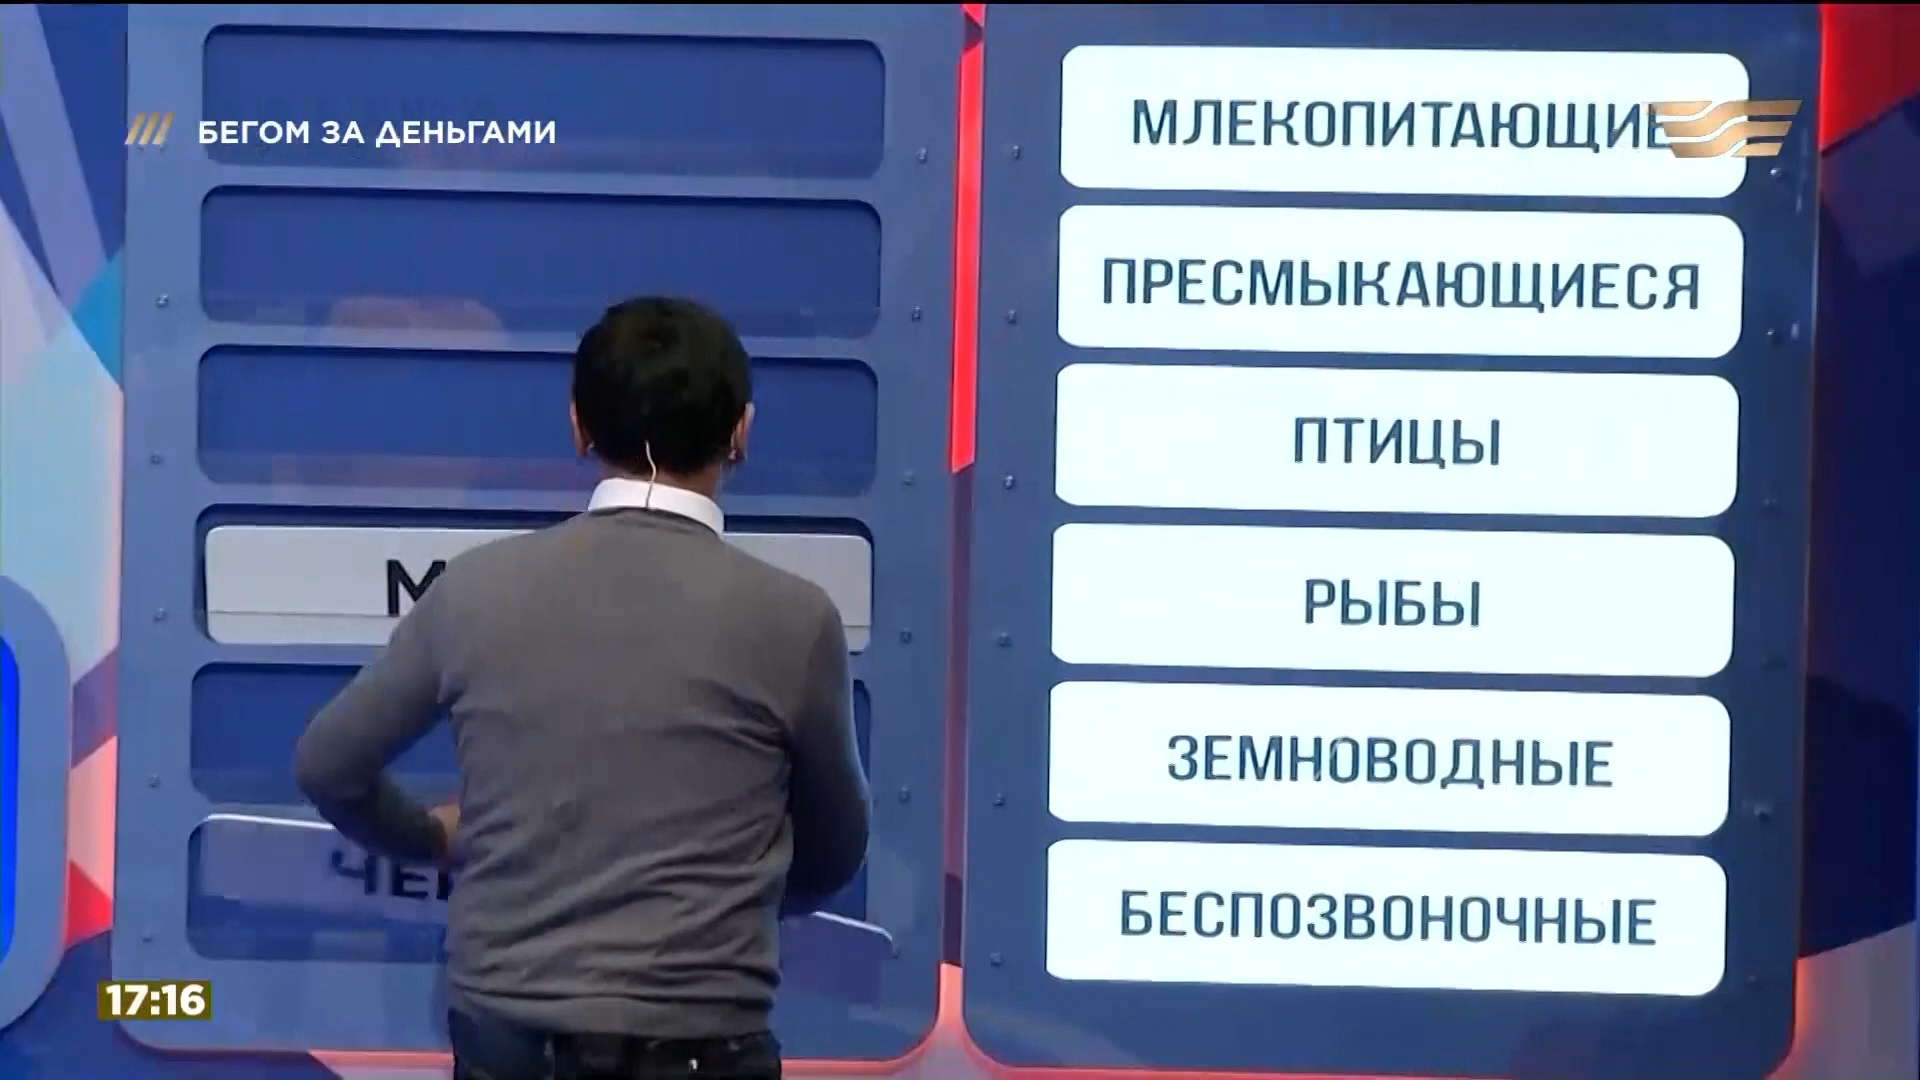 БЕГОМ ЗА ДЕНЬГАМИ
МЛЕКОПИТАЮЩИЕ
ПРЕСМЫКАЮЩИЕСЯ
ПТИЦЫ
РЫБЫ
ЗЕМНОВОДНЫЕ
БЕСПОЗВОНОЧНЫЕ
17:16